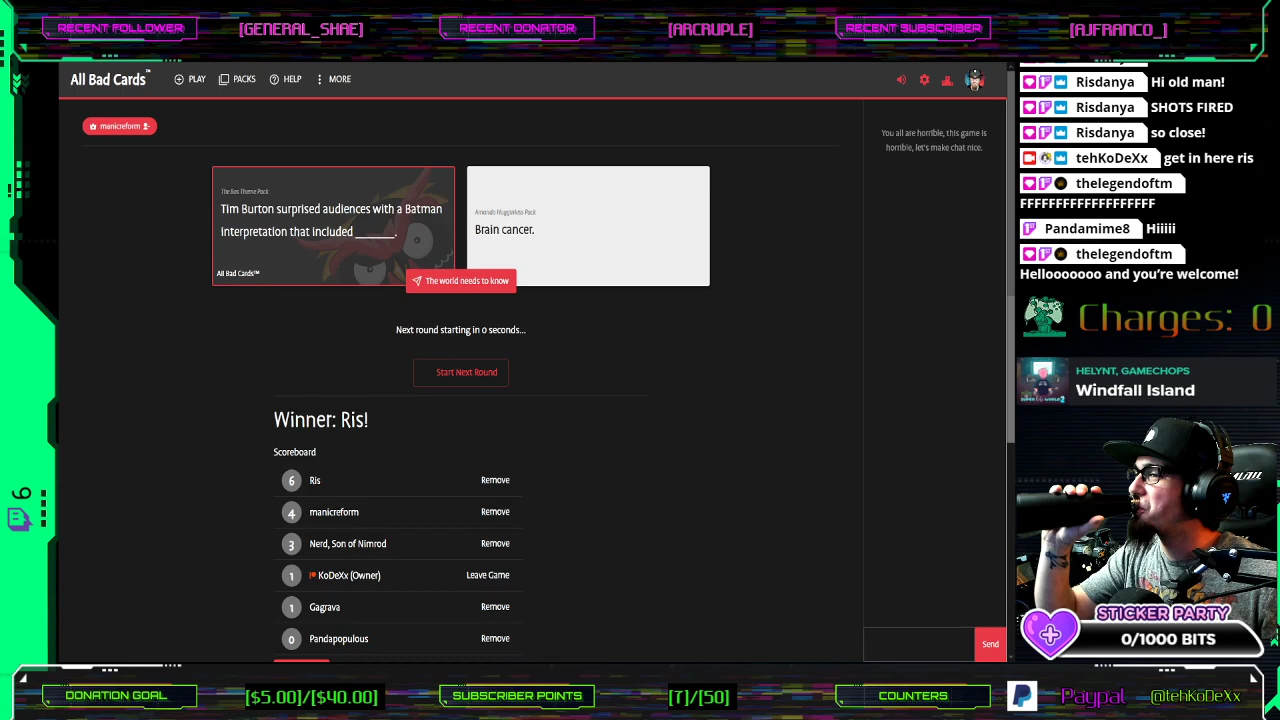 RECENT FOLLOWER
[GENERAL_SHAE]
RECENT DONATOR
[ARCRUPLE]
RECENT SUBSCRIBER
[AJFRANCO_]
All Bad Cards™
PLAY
PACKS
HELP
MORE
manicreform
The 80s Theme Pack
Tim Burton surprised audiences with a Batman
interpretation that included ______.
All Bad Cards™
Amanda Hugginkiss Pack
Brain cancer.
The world needs to know
Next round starting in 0 seconds...
Start Next Round
Winner: Ris!
Scoreboard
6 Ris Remove
4 manicreform Remove
3 Nerd, Son of Nimrod Remove
1 KoDeXx (Owner) Leave Game
1 Gagrava Remove
0 Pandapopulous Remove
You all are horrible, this game is
horrible, let's make chat nice.
Send
Risdanya Hi old man!
Risdanya SHOTS FIRED
Risdanya so close!
tehKoDeXx get in here ris
thelegendoftm
FFFFFFFFFFFFFFFFFFF
Pandamime8 Hiiiii
thelegendoftm
Hellooooooo and you're welcome!
Charges: 0
HELYNT, GAMECHOPS
Windfall Island
STICKER PARTY
0/1000 BITS
6
DONATION GOAL
[$5.00]/[$40.00]
SUBSCRIBER POINTS
[7]/[50]
COUNTERS
Paypal
@tehKoDeXx